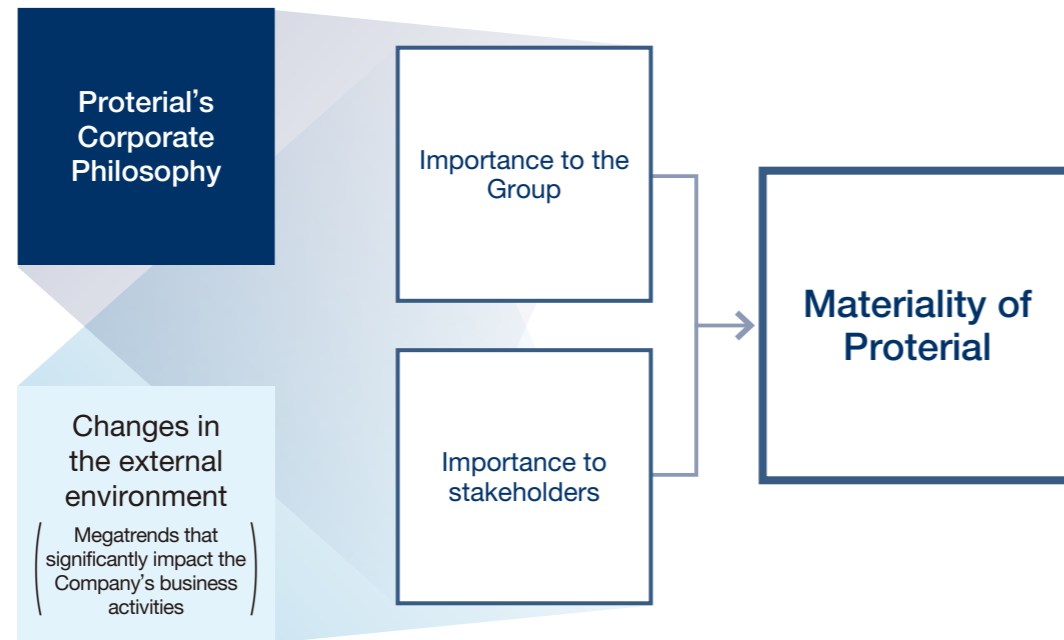 Proterial’s
Corporate
Philosophy
Changes in
the external
environment
(Megatrends that
significantly impact the
Company’s business
activities)
Importance to the
Group
Importance to
stakeholders
Materiality of
Proterial